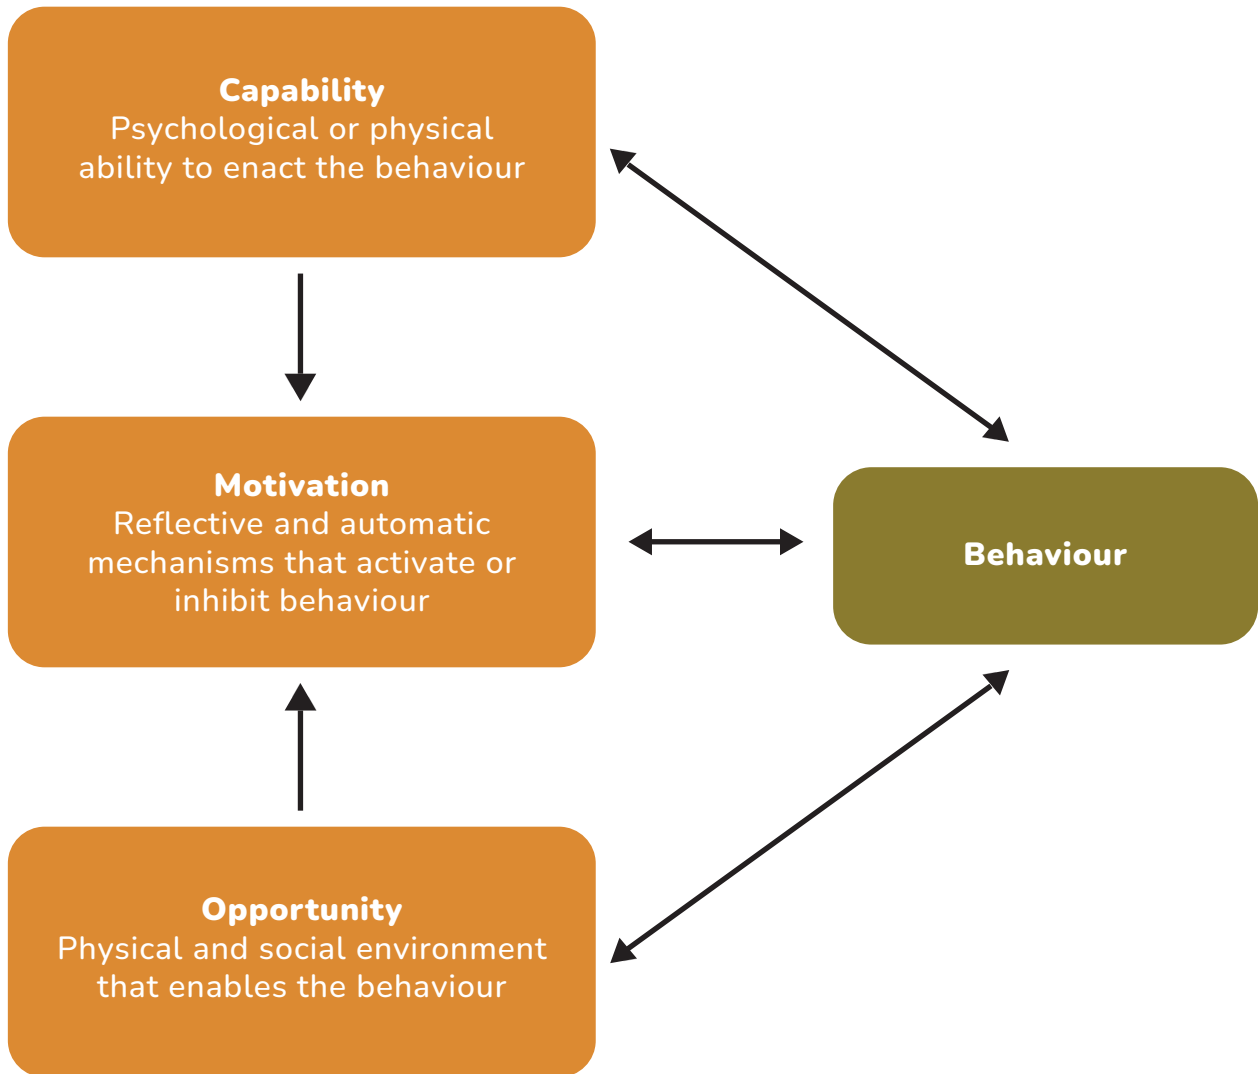 Capability
Psychological or physical
ability to enact the behaviour
Motivation
Reflective and automatic
mechanisms that activate or
inhibit behaviour
Behaviour
Opportunity
Physical and social environment
that enables the behaviour